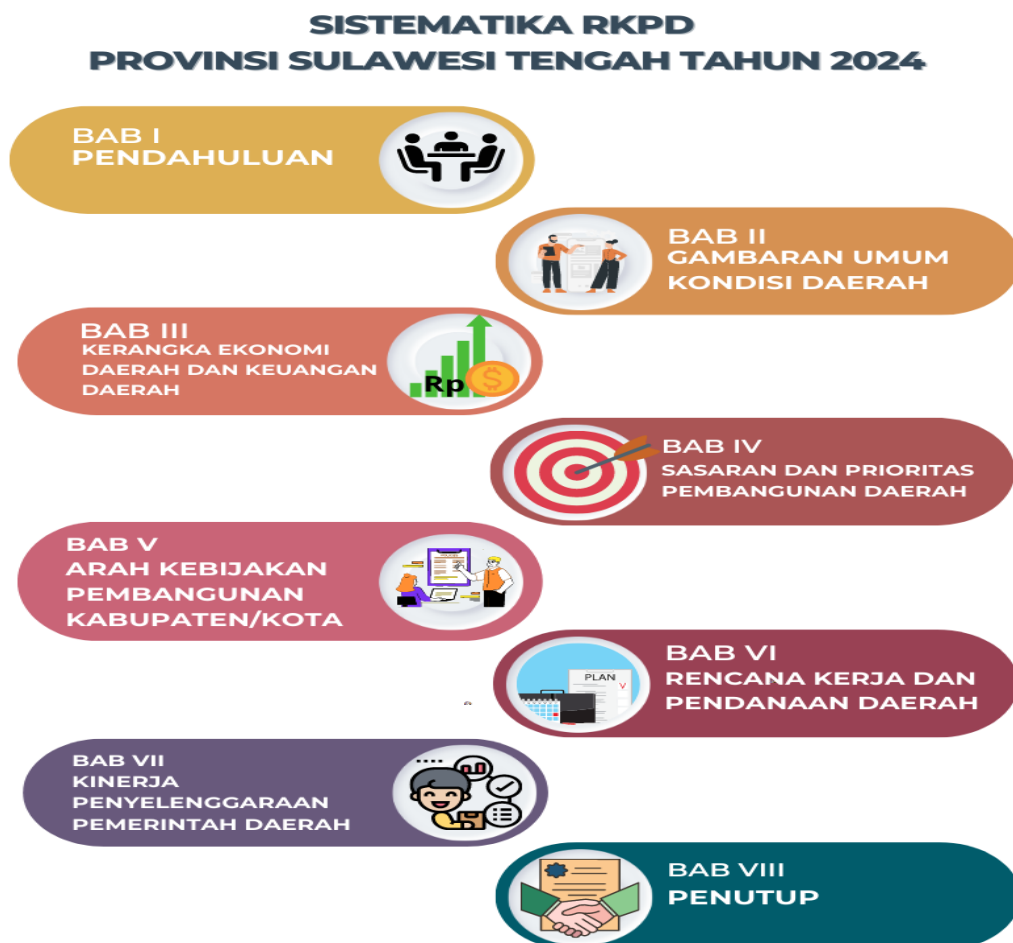 SISTEMATIKA RKPD
PROVINSI SULAWESI TENGAH TAHUN 2024
BAB I
PENDAHULUAN
BAB II
GAMBARAN UMUM
KONDISI DAERAH
BAB III
KERANGKA EKONOMI
DAERAH DAN KEUANGAN
DAERAH
Rp
BAB IV
SASARAN DAN PRIORITAS
PEMBANGUNAN DAERAH
BAB V
ARAH KEBIJAKAN
PEMBANGUNAN
KABUPATEN/KOTA
BAB VI
RENCANA KERJA DAN
PENDANAAN DAERAH
PLAN
BAB VII
KINERJA
PENYELENGGARAAN
PEMERINTAH DAERAH
BAB VIII
PENUTUP